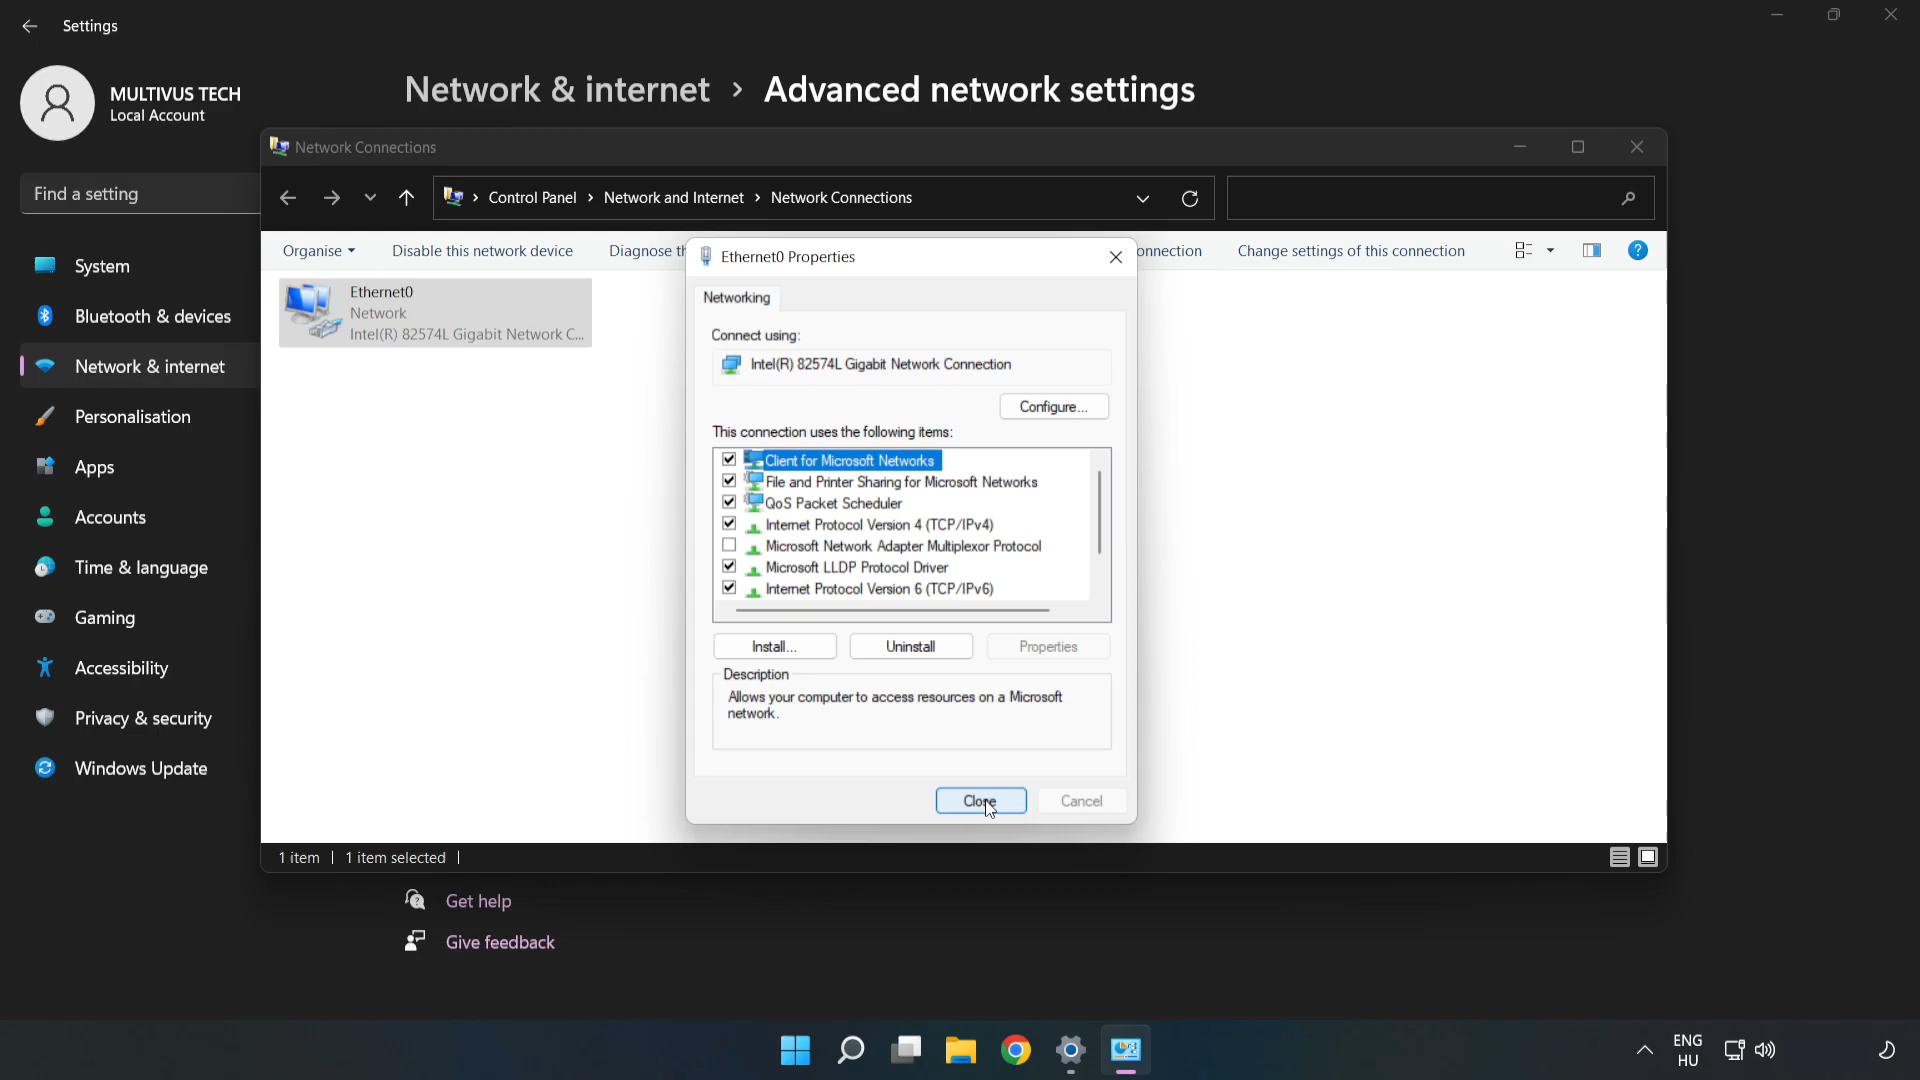 Settings
MULTIVUS TECH
Local Account
Find a setting
System
Bluetooth & devices
Network & internet
Personalisation
Apps
Accounts
Time & language
Gaming
Accessibility
Privacy & security
Windows Update
Network & internet › Advanced network settings
Network Connections
Control Panel › Network and Internet › Network Connections
Organise
Disable this network device
Diagnose th
onnection
Change settings of this connection
Ethernet0
Network
Intel(R) 82574L Gigabit Network C...
Ethernet0 Properties
Networking
Connect using:
Intel(R) 82574L Gigabit Network Connection
Configure...
This connection uses the following items:
Client for Microsoft Networks
File and Printer Sharing for Microsoft Networks
QoS Packet Scheduler
Internet Protocol Version 4 (TCP/IPv4)
Microsoft Network Adapter Multiplexor Protocol
Microsoft LLDP Protocol Driver
Internet Protocol Version 6 (TCP/IPv6)
Install...
Uninstall
Properties
Description
Allows your computer to access resources on a Microsoft
network.
Close
Cancel
1 item
1 item selected
Get help
Give feedback
ENG
HU